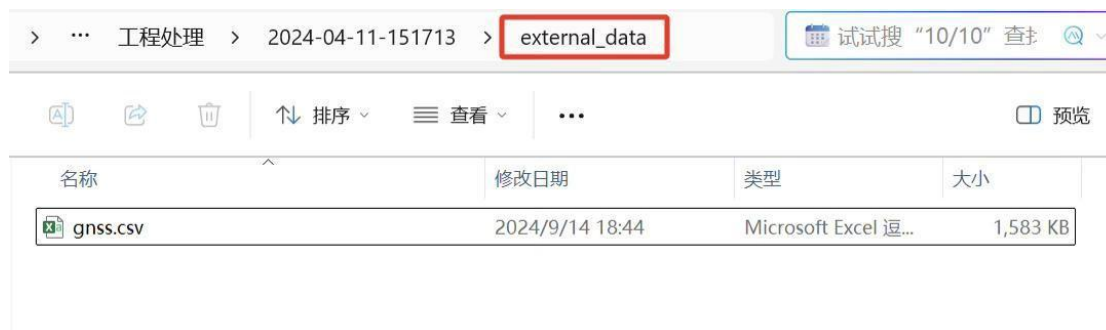 > ··· 工程处理 > 2024-04-11-151713 > external_data 试试搜 “10/10” 查找
排序 查看 ··· 预览
名称 修改日期 类型 大小
gnss.csv 2024/9/14 18:44 Microsoft Excel 逗... 1,583 KB